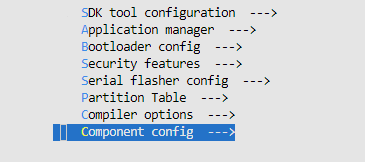 SDK tool configuration  --->
Application manager  --->
Bootloader config  --->
Security features  --->
Serial flasher config  --->
Partition Table  --->
Compiler options  --->
Component config  --->